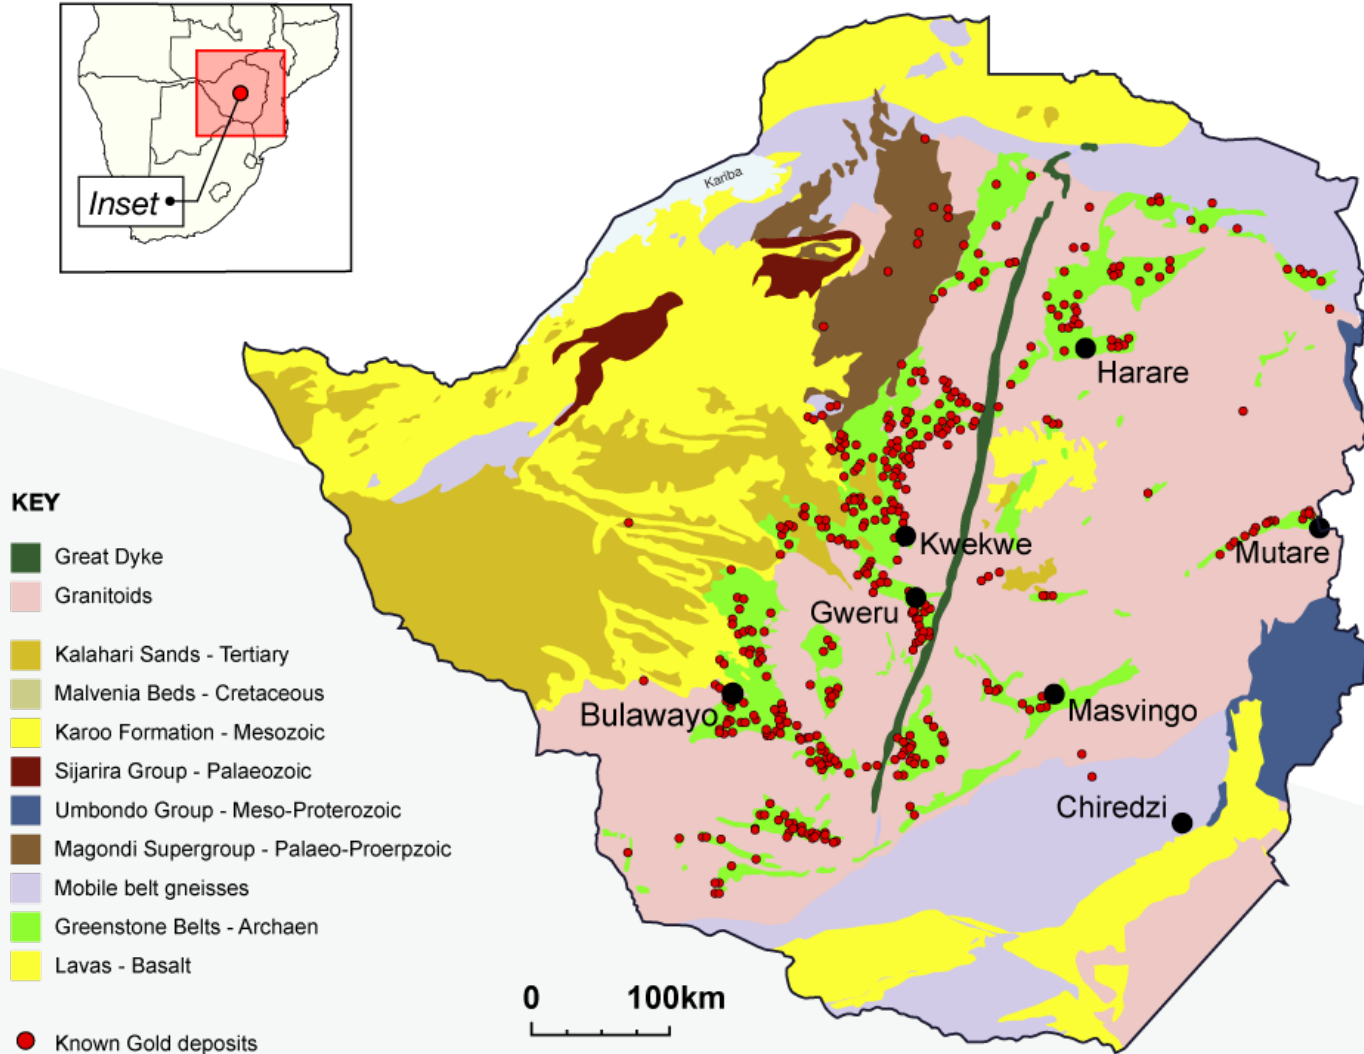 Inset
Kariba
Harare
Kwekwe
Mutare
Gweru
Bulawayo
Masvingo
Chiredzi
KEY
Great Dyke
Granitoids
Kalahari Sands - Tertiary
Malvenia Beds - Cretaceous
Karoo Formation - Mesozoic
Sijarira Group - Palaeozoic
Umbondo Group - Meso-Proterozoic
Magondi Supergroup - Palaeo-Proerpzoic
Mobile belt gneisses
Greenstone Belts - Archaen
Lavas - Basalt
Known Gold deposits
0 100km